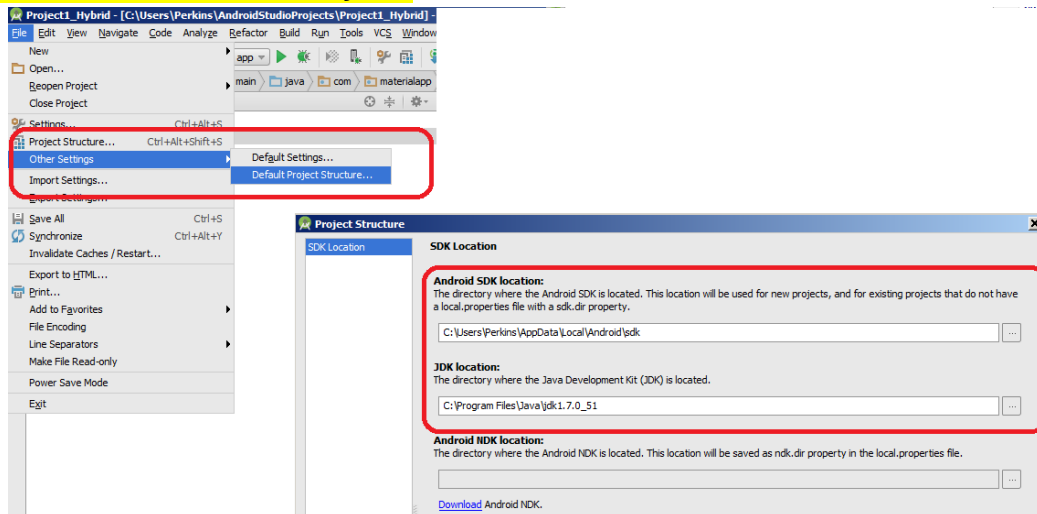 Project1_Hybrid - [C:\Users\Perkins\AndroidStudioProjects\Project1_Hybrid] -
File Edit View Navigate Code Analyze Refactor Build Run Tools VCS Window
New
Open...
Reopen Project
Close Project
app
main java com materialapp
Settings... Ctrl+Alt+S
Project Structure... Ctrl+Alt+Shift+S
Other Settings
Default Settings...
Default Project Structure...
Import Settings...
Export Settings...
Save All Ctrl+S
Synchronize Ctrl+Alt+Y
Invalidate Caches / Restart...
Export to HTML...
Print...
Add to Favorites
File Encoding
Line Separators
Make File Read-only
Power Save Mode
Exit
Project Structure
SDK Location
SDK Location
Android SDK location:
The directory where the Android SDK is located. This location will be used for new projects, and for existing projects that do not have
a local.properties file with a sdk.dir property.
C:\Users\Perkins\AppData\Local\Android\sdk
...
JDK location:
The directory where the Java Development Kit (JDK) is located.
C:\Program Files\Java\jdk1.7.0_51
...
Android NDK location:
The directory where the Android NDK is located. This location will be saved as ndk.dir property in the local.properties file.
...
Download Android NDK.